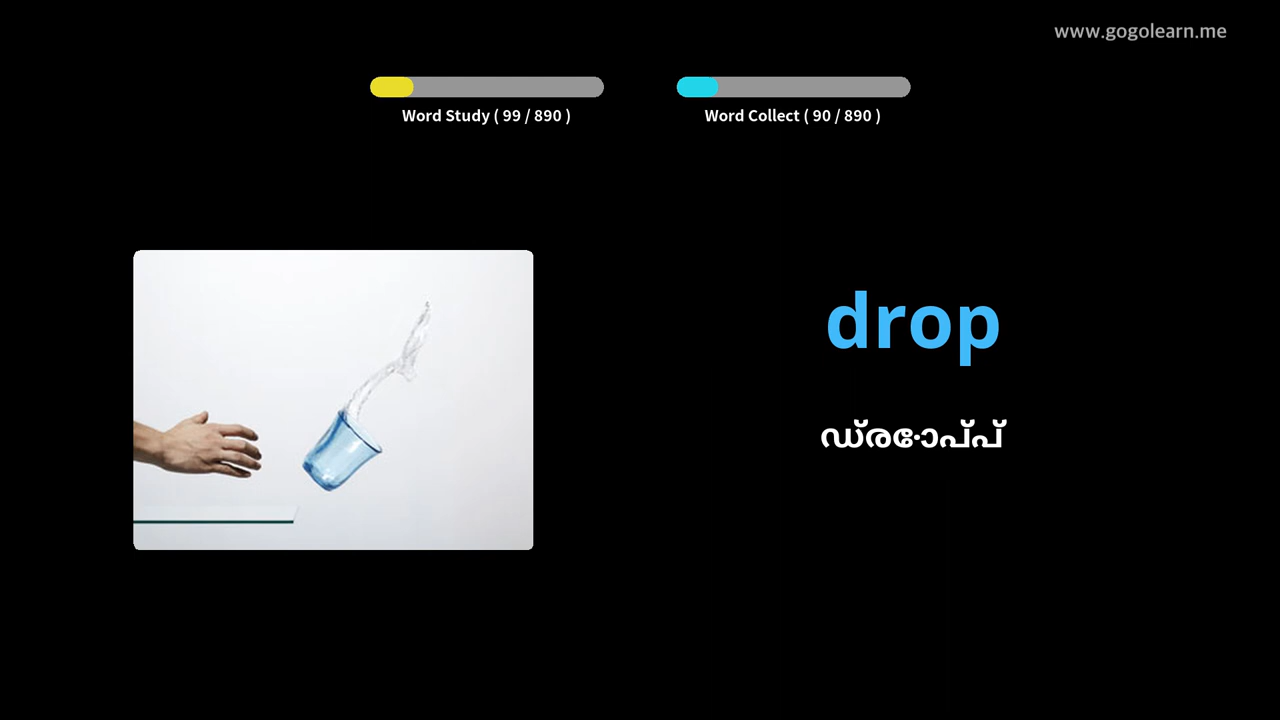 www.gogolearn.me
Word Study ( 99 / 890 )
Word Collect ( 90 / 890 )
drop
ഡ്രോപ്പ്